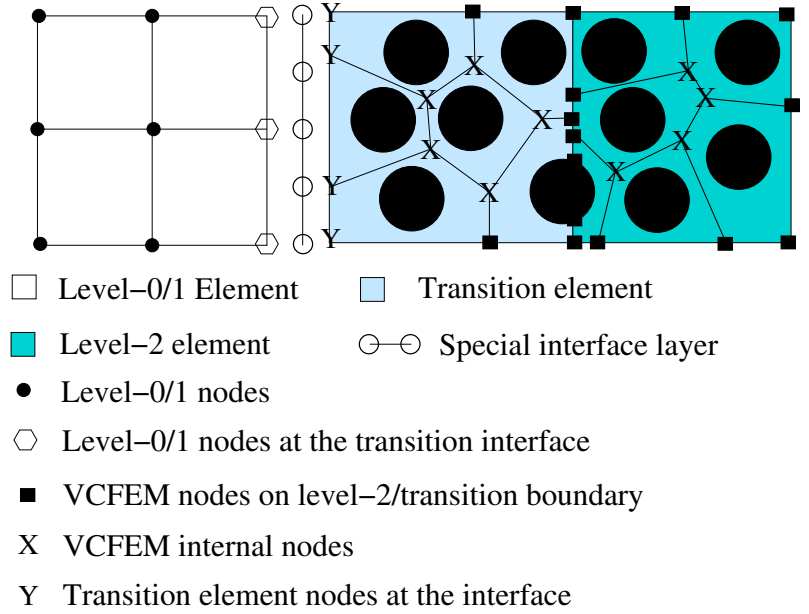 Y
Y
X
X
X
X
Y
X
Y
X
X
X
X
Level−0/1 Element
Transition element
Level−2 element
Special interface layer
Level−0/1 nodes
Level−0/1 nodes at the transition interface
VCFEM nodes on level−2/transition boundary
X VCFEM internal nodes
Y Transition element nodes at the interface